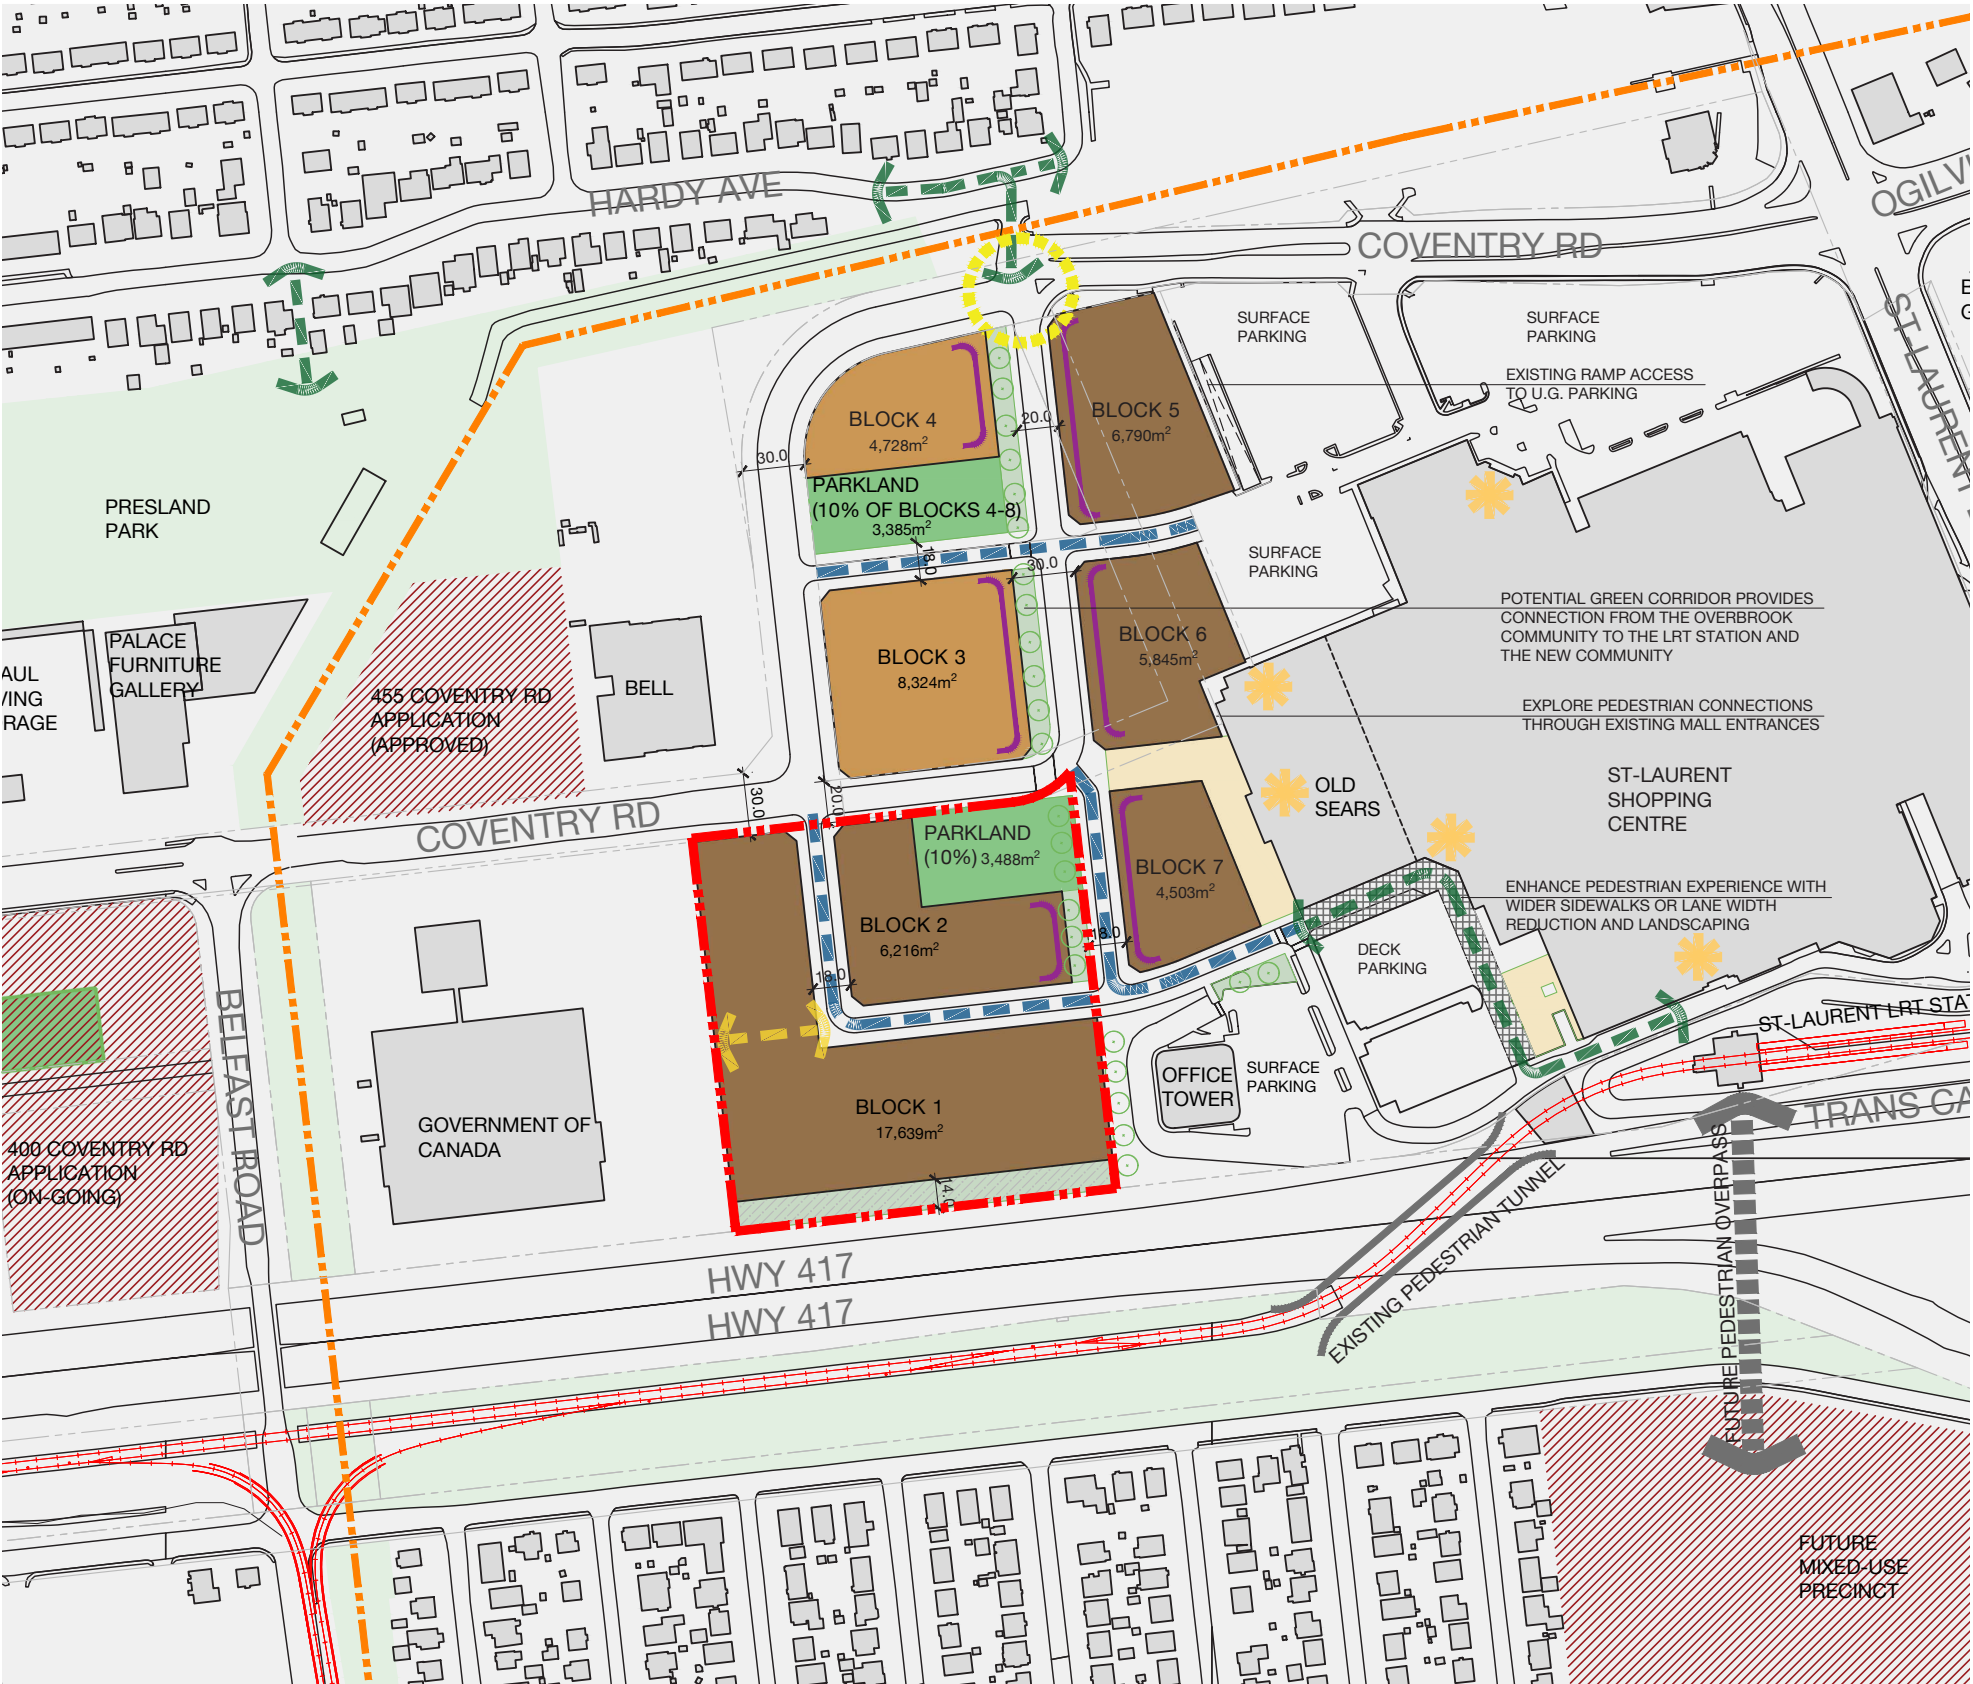 HARDY AVE
COVENTRY RD
OGILVI
ST-LAURENT
SURFACE
PARKING
SURFACE
PARKING
EXISTING RAMP ACCESS
TO U.G. PARKING
BLOCK 4
4,728m²
BLOCK 5
6,790m²
20.0
30.0
PARKLAND
(10% OF BLOCKS 4-8)
3,385m²
18.0
30.0
PRESLAND
PARK
SURFACE
PARKING
POTENTIAL GREEN CORRIDOR PROVIDES
CONNECTION FROM THE OVERBROOK
COMMUNITY TO THE LRT STATION AND
THE NEW COMMUNITY
PALACE
FURNITURE
GALLERY
AUL
VING
RAGE
455 COVENTRY RD
APPLICATION
(APPROVED)
BELL
BLOCK 3
8,324m²
BLOCK 6
5,845m²
EXPLORE PEDESTRIAN CONNECTIONS
THROUGH EXISTING MALL ENTRANCES
OLD
SEARS
ST-LAURENT
SHOPPING
CENTRE
30.0
20.0
COVENTRY RD
PARKLAND
(10%) 3,488m²
BLOCK 7
4,503m²
ENHANCE PEDESTRIAN EXPERIENCE WITH
WIDER SIDEWALKS OR LANE WIDTH
REDUCTION AND LANDSCAPING
BLOCK 2
6,216m²
18.0
18.0
DECK
PARKING
BELFAST ROAD
ST-LAURENT LRT STAT
OFFICE
TOWER
SURFACE
PARKING
TRANS CA
GOVERNMENT OF
CANADA
BLOCK 1
17,639m²
14.0
400 COVENTRY RD
APPLICATION
(ON-GOING)
HWY 417
HWY 417
EXISTING PEDESTRIAN TUNNEL
FUTURE PEDESTRIAN OVERPASS
FUTURE
MIXED-USE
PRECINCT